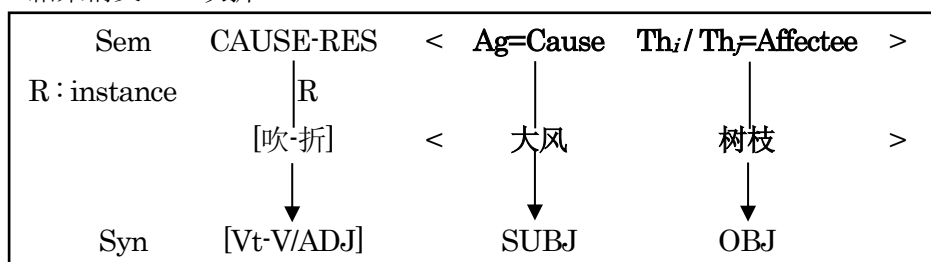 Sem CAUSE-RES < Ag=Cause Thi / Thj=Affectee >
R : instance R
[吹-折] < 大风 树枝 >
Syn [Vt-V/ADJ] SUBJ OBJ